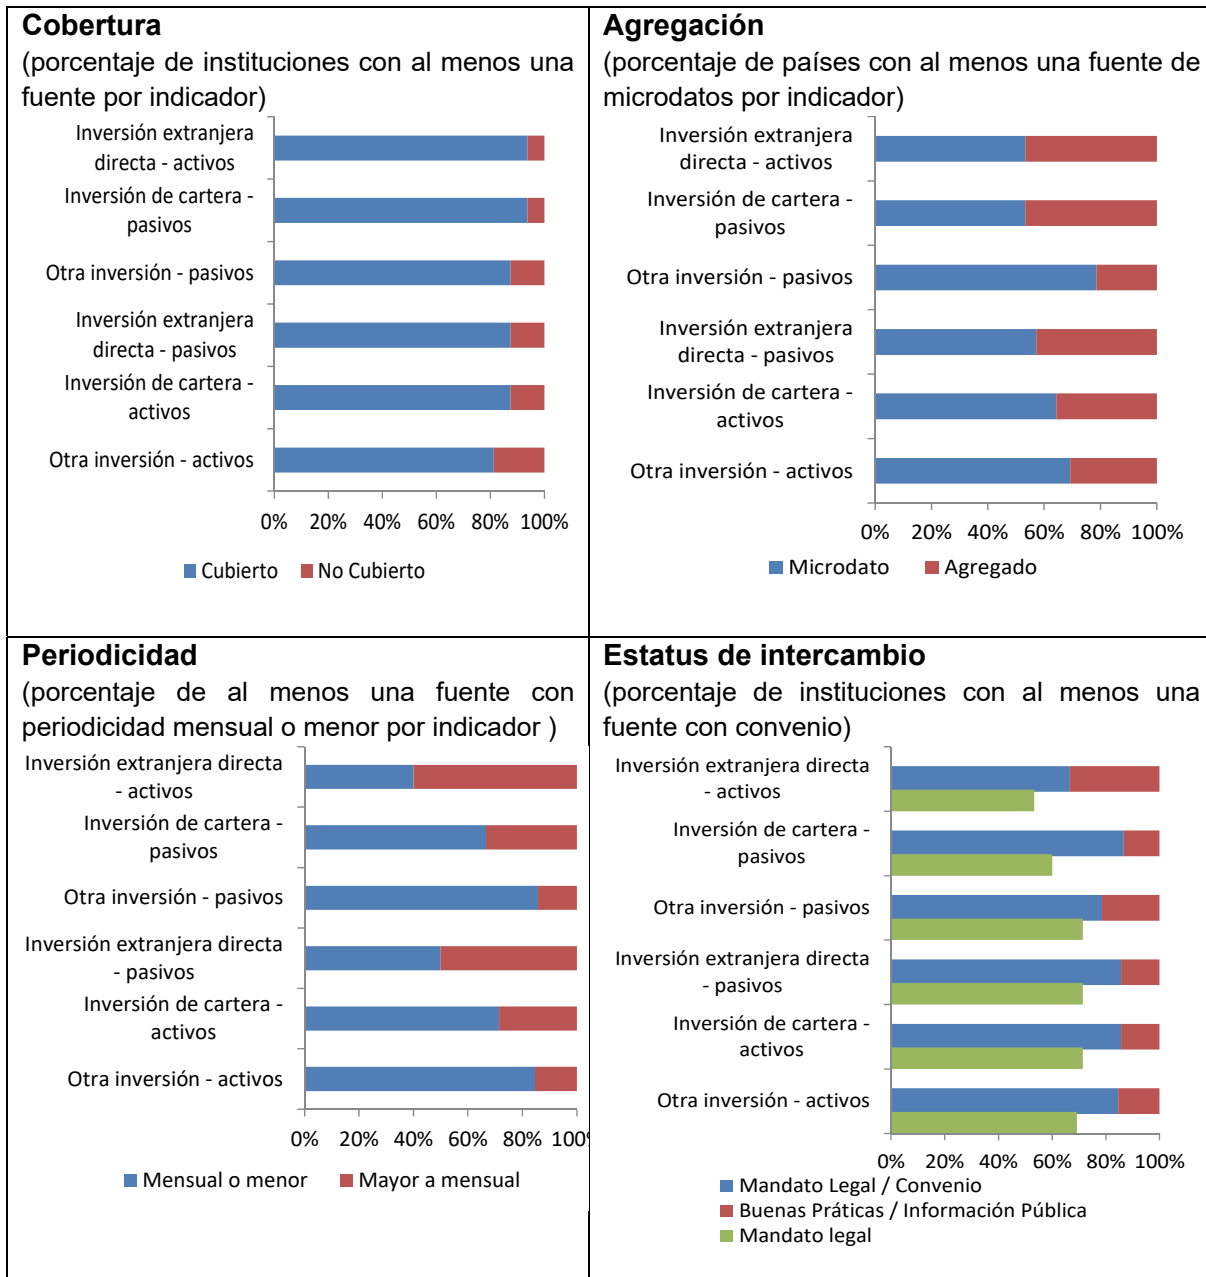 Cobertura
(porcentaje de instituciones con al menos una
fuente por indicador)
Inversión extranjera
directa - activos
Inversión de cartera -
pasivos
Otra inversión - pasivos
Inversión extranjera
directa - pasivos
Inversión de cartera -
activos
Otra inversión - activos
0% 20% 40% 60% 80% 100%
Cubierto No Cubierto
Agregación
(porcentaje de países con al menos una fuente de
microdatos por indicador)
Inversión extranjera
directa - activos
Inversión de cartera -
pasivos
Otra inversión - pasivos
Inversión extranjera
directa - pasivos
Inversión de cartera -
activos
Otra inversión - activos
0% 20% 40% 60% 80% 100%
Microdato Agregado
Periodicidad
(porcentaje de al menos una fuente con
periodicidad mensual o menor por indicador )
Inversión extranjera directa
- activos
Inversión de cartera -
pasivos
Otra inversión - pasivos
Inversión extranjera directa
- pasivos
Inversión de cartera -
activos
Otra inversión - activos
0% 20% 40% 60% 80% 100%
Mensual o menor Mayor a mensual
Estatus de intercambio
(porcentaje de instituciones con al menos una
fuente con convenio)
Inversión extranjera directa
- activos
Inversión de cartera -
pasivos
Otra inversión - pasivos
Inversión extranjera directa
- pasivos
Inversión de cartera -
activos
Otra inversión - activos
0% 20% 40% 60% 80% 100%
Mandato Legal / Convenio
Buenas Práticas / Información Pública
Mandato legal